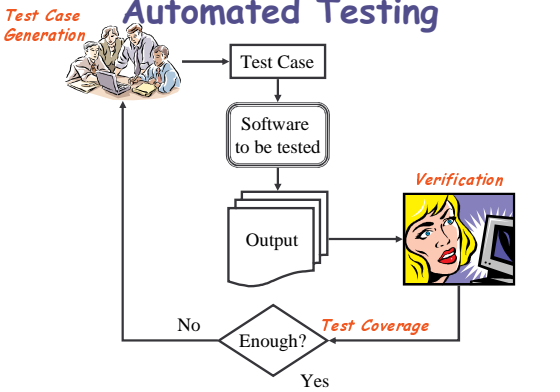 Automated Testing
Test Case
Generation
Test Case
Software
to be tested
Verification
Output
No
Enough?
Test Coverage
Yes